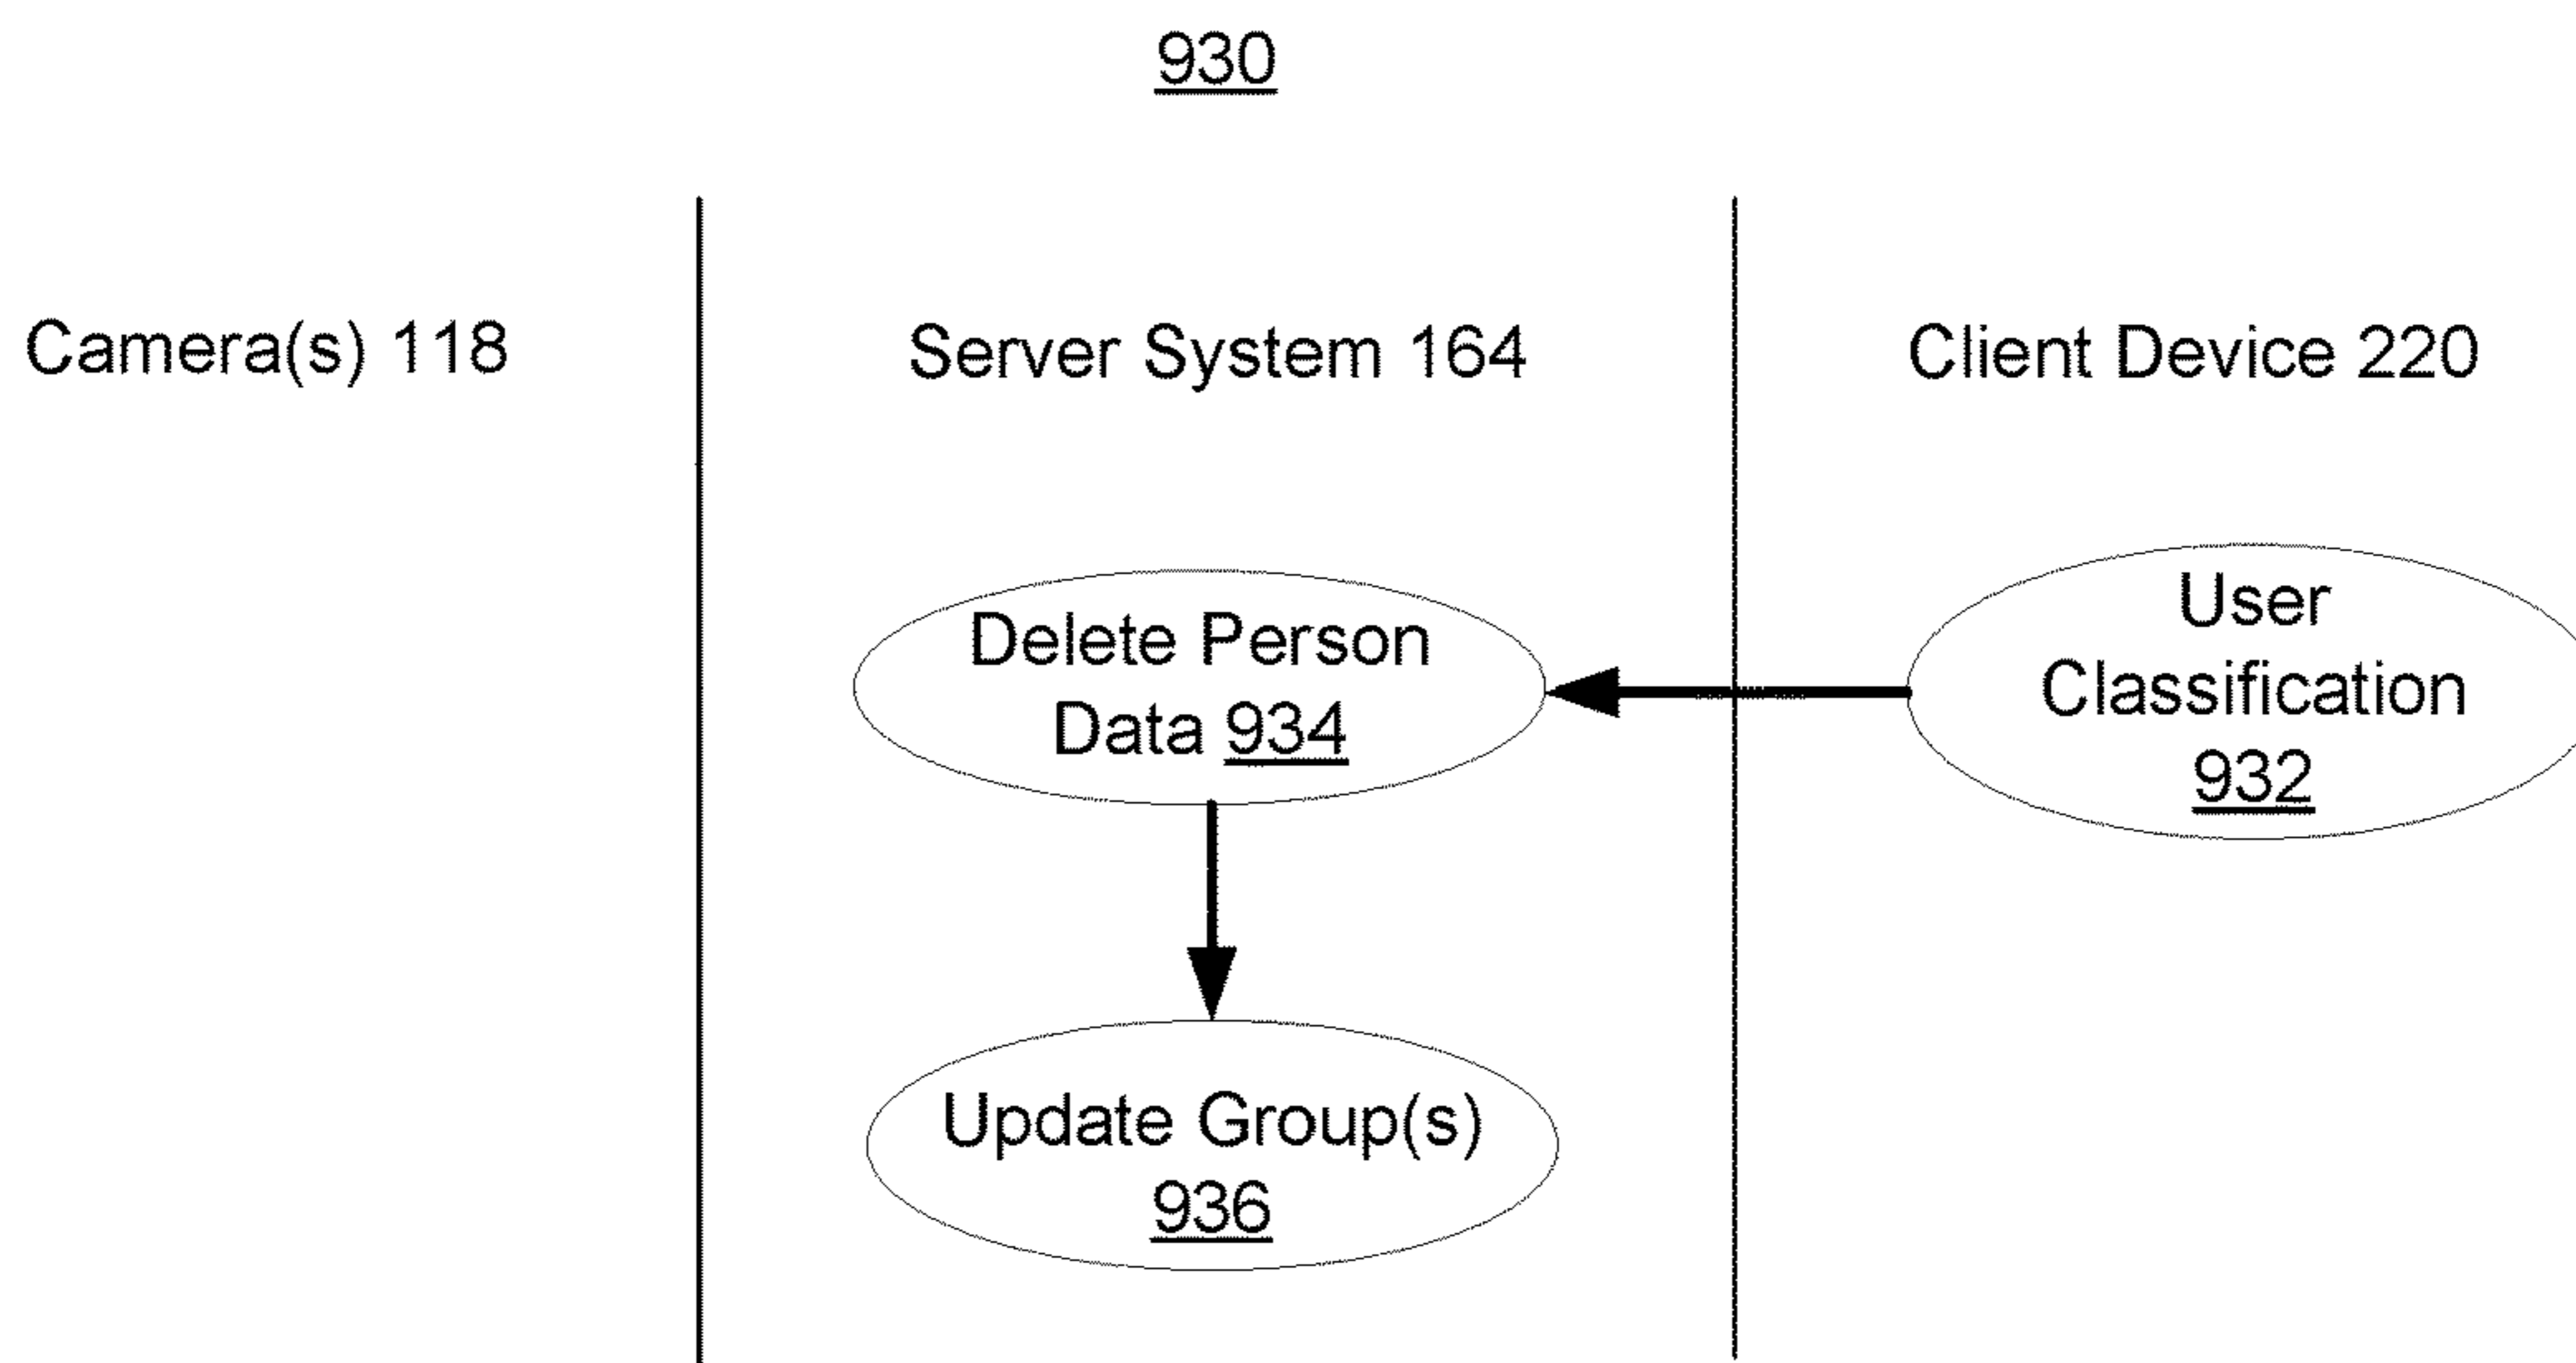 930
Camera(s) 118
Server System 164
Client Device 220
Delete Person
Data 934
User
Classification
932
Update Group(s)
936